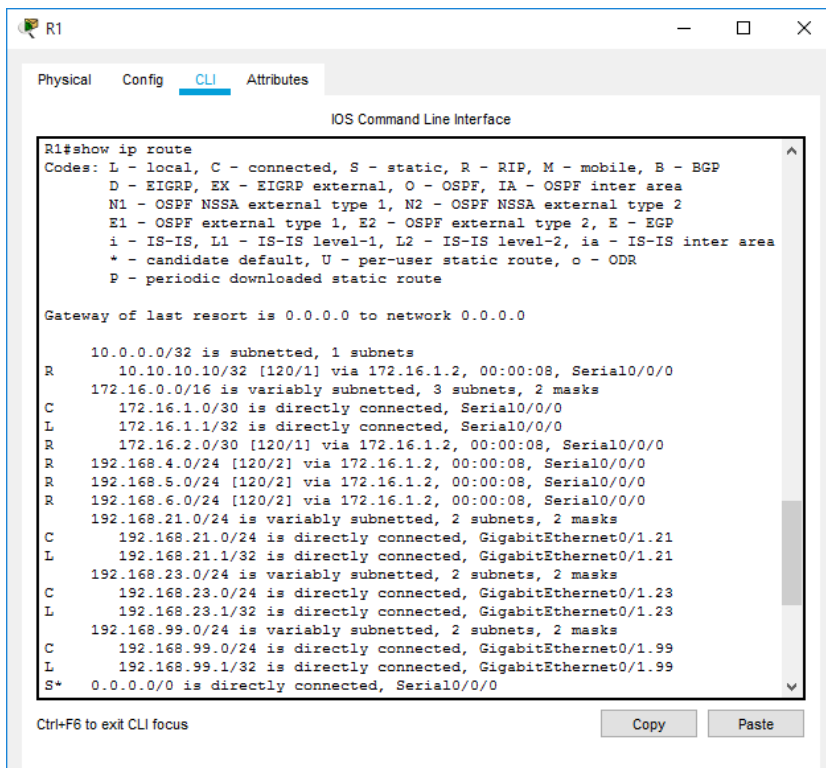 R1
Physical Config CLI Attributes
IOS Command Line Interface
R1#show ip route
Codes: L - local, C - connected, S - static, R - RIP, M - mobile, B - BGP
D - EIGRP, EX - EIGRP external, O - OSPF, IA - OSPF inter area
N1 - OSPF NSSA external type 1, N2 - OSPF NSSA external type 2
E1 - OSPF external type 1, E2 - OSPF external type 2, E - EGP
i - IS-IS, L1 - IS-IS level-1, L2 - IS-IS level-2, ia - IS-IS inter area
* - candidate default, U - per-user static route, o - ODR
P - periodic downloaded static route
Gateway of last resort is 0.0.0.0 to network 0.0.0.0
10.0.0.0/32 is subnetted, 1 subnets
R 10.10.10.10/32 [120/1] via 172.16.1.2, 00:00:08, Serial0/0/0
172.16.0.0/16 is variably subnetted, 3 subnets, 2 masks
C 172.16.1.0/30 is directly connected, Serial0/0/0
L 172.16.1.1/32 is directly connected, Serial0/0/0
R 172.16.2.0/30 [120/1] via 172.16.1.2, 00:00:08, Serial0/0/0
R 192.168.4.0/24 [120/2] via 172.16.1.2, 00:00:08, Serial0/0/0
R 192.168.5.0/24 [120/2] via 172.16.1.2, 00:00:08, Serial0/0/0
R 192.168.6.0/24 [120/2] via 172.16.1.2, 00:00:08, Serial0/0/0
192.168.21.0/24 is variably subnetted, 2 subnets, 2 masks
C 192.168.21.0/24 is directly connected, GigabitEthernet0/1.21
L 192.168.21.1/32 is directly connected, GigabitEthernet0/1.21
192.168.23.0/24 is variably subnetted, 2 subnets, 2 masks
C 192.168.23.0/24 is directly connected, GigabitEthernet0/1.23
L 192.168.23.1/32 is directly connected, GigabitEthernet0/1.23
192.168.99.0/24 is variably subnetted, 2 subnets, 2 masks
C 192.168.99.0/24 is directly connected, GigabitEthernet0/1.99
L 192.168.99.1/32 is directly connected, GigabitEthernet0/1.99
S* 0.0.0.0/0 is directly connected, Serial0/0/0
Ctrl+F6 to exit CLI focus
Copy Paste